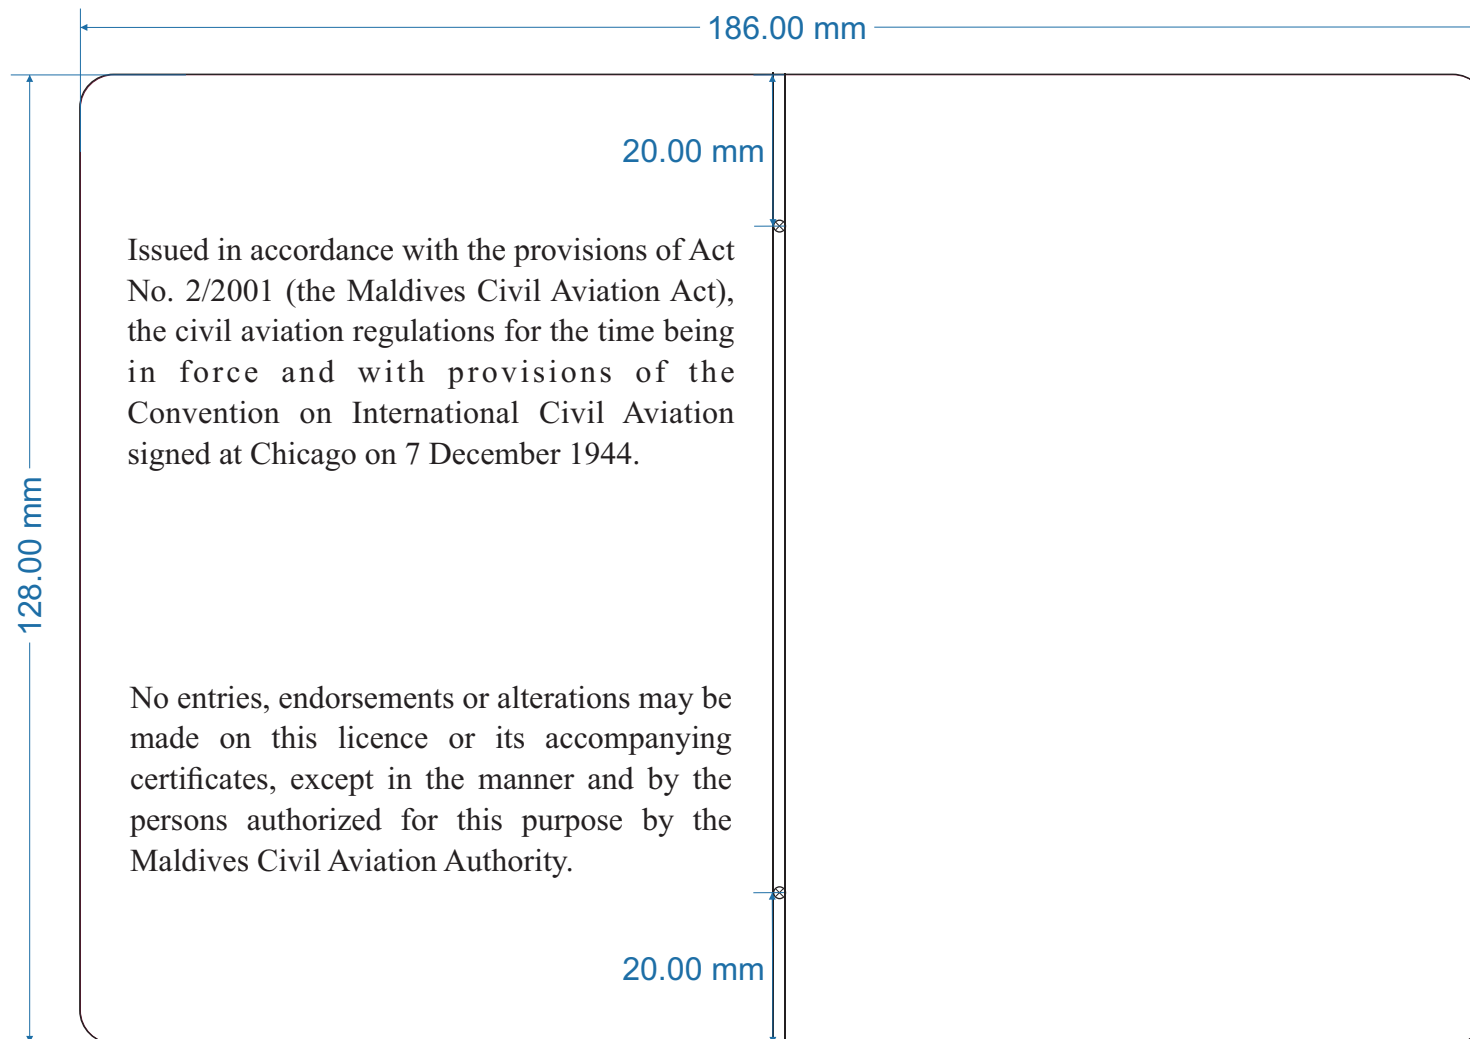 186.00 mm
20.00 mm
Issued in accordance with the provisions of Act
No. 2/2001 (the Maldives Civil Aviation Act),
the civil aviation regulations for the time being
in force and with provisions of the
Convention on International Civil Aviation
signed at Chicago on 7 December 1944.
128.00 mm
No entries, endorsements or alterations may be
made on this licence or its accompanying
certificates, except in the manner and by the
persons authorized for this purpose by the
Maldives Civil Aviation Authority.
20.00 mm